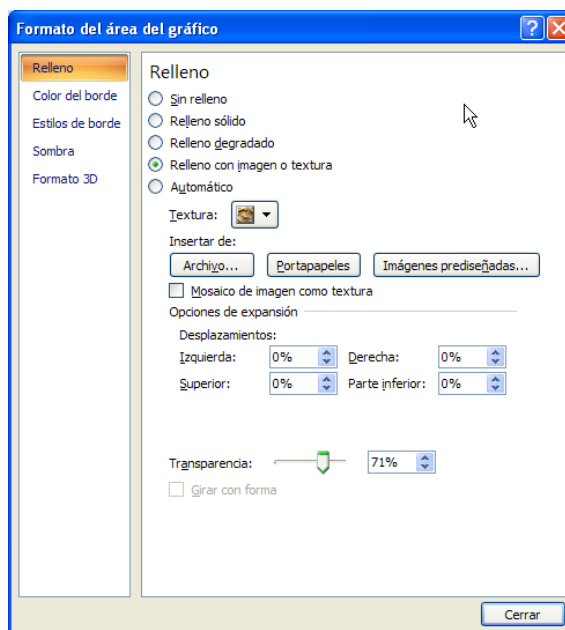 Formato del área del gráfico
Relleno
Color del borde
Estilos de borde
Sombra
Formato 3D
Relleno
Sin relleno
Relleno sólido
Relleno degradado
Relleno con imagen o textura
Automático
Textura:
Insertar de:
Archivo... Portapapeles Imágenes prediseñadas...
Mosaico de imagen como textura
Opciones de expansión
Desplazamientos:
Izquierda: 0% Derecha: 0%
Superior: 0% Parte inferior: 0%
Transparencia: 71%
Girar con forma
Cerrar